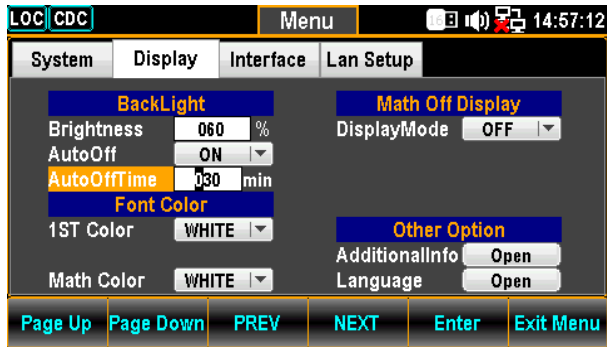 LOC CDC Menu 16 14:57:12
System Display Interface Lan Setup
BackLight Math Off Display
Brightness 060 % DisplayMode OFF
AutoOff ON
AutoOffTime 030 min
Font Color
1ST Color WHITE Other Option
AdditionalInfo Open
Math Color WHITE Language Open
Page Up Page Down PREV NEXT Enter Exit Menu